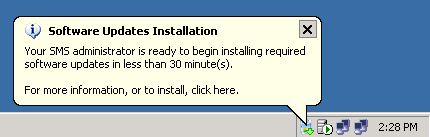 Software Updates Installation
Your SMS administrator is ready to begin installing required
software updates in less than 30 minute(s).
For more information, or to install, click here.
2:28 PM